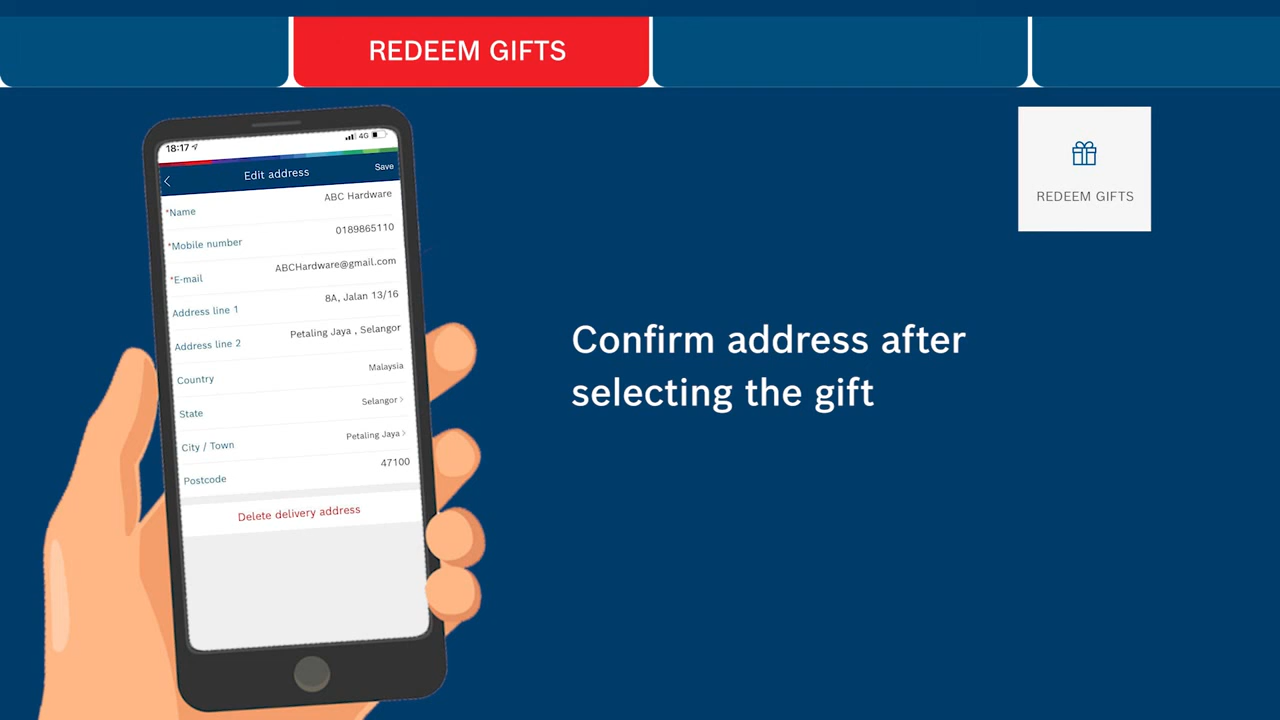 REDEEM GIFTS
18:17
4G
Edit address
Save
*Name
ABC Hardware
*Mobile number
0189865110
*E-mail
ABCHardware@gmail.com
Address line 1
8A, Jalan 13/16
Address line 2
Petaling Jaya , Selangor
Country
Malaysia
State
Selangor
City / Town
Petaling Jaya
Postcode
47100
Delete delivery address
REDEEM GIFTS
Confirm address after
selecting the gift